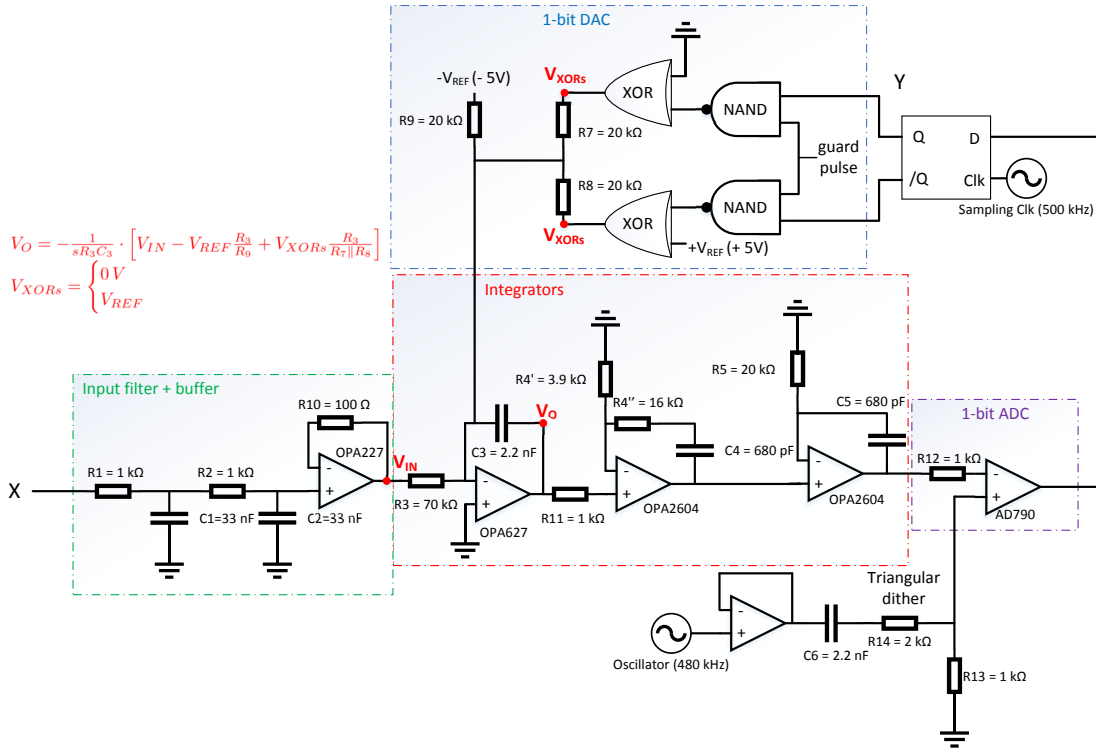 1-bit DAC
-V_REF (- 5V)
V_XORs
XOR
NAND
Y
R9 = 20 kΩ
R7 = 20 kΩ
guard
pulse
Q
D
/Q
Clk
R8 = 20 kΩ
XOR
NAND
Sampling Clk (500 kHz)
V_XORs
+V_REF (+ 5V)
V_O = - 1/(sR_3C_3) · [V_IN − V_REF R_3/R_9 + V_XORs R_3/(R_7||R_8)]
V_XORs = { 0 V
V_REF
Integrators
R4' = 3.9 kΩ
R5 = 20 kΩ
Input filter + buffer
R10 = 100 Ω
R4'' = 16 kΩ
C5 = 680 pF
1-bit ADC
V_O
OPA227
C3 = 2.2 nF
C4 = 680 pF
V_IN
R12 = 1 kΩ
X
R1 = 1 kΩ
R2 = 1 kΩ
-
+
R3 = 70 kΩ
-
+
R11 = 1 kΩ
-
+
OPA2604
-
+
OPA2604
-
+
AD790
C1=33 nF
C2=33 nF
OPA627
Triangular
dither
-
+
Oscillator (480 kHz)
C6 = 2.2 nF
R14 = 2 kΩ
R13 = 1 kΩ